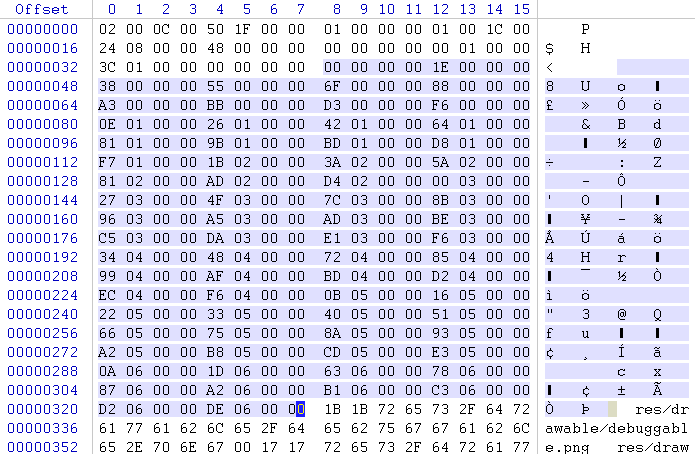 Offset 0 1 2 3 4 5 6 7 8 9 10 11 12 13 14 15
00000000 02 00 0C 00 50 1F 00 00 01 00 00 00 01 00 1C 00 P
00000016 24 08 00 00 48 00 00 00 00 00 00 00 00 01 00 00 $ H
00000032 3C 01 00 00 00 00 00 00 00 00 00 00 1E 00 00 00 <
00000048 38 00 00 00 55 00 00 00 6F 00 00 00 88 00 00 00 8 U o ▮
00000064 A3 00 00 00 BB 00 00 00 D3 00 00 00 F6 00 00 00 £ » Ó ö
00000080 0E 01 00 00 26 01 00 00 42 01 00 00 64 01 00 00 & B d
00000096 81 01 00 00 9B 01 00 00 BD 01 00 00 D8 01 00 00 ▮ ½ Ø
00000112 F7 01 00 00 1B 02 00 00 3A 02 00 00 5A 02 00 00 ÷ : Z
00000128 81 02 00 00 AD 02 00 00 D4 02 00 00 00 03 00 00 - Ô
00000144 27 03 00 00 4F 03 00 00 7C 03 00 00 8B 03 00 00 ' O | ▮
00000160 96 03 00 00 A5 03 00 00 AD 03 00 00 BE 03 00 00 ▮ ¥ - ¾
00000176 C5 03 00 00 DA 03 00 00 E1 03 00 00 F6 03 00 00 Å Ú á ö
00000192 34 04 00 00 48 04 00 00 72 04 00 00 85 04 00 00 4 H r ▮
00000208 99 04 00 00 AF 04 00 00 BD 04 00 00 D2 04 00 00 ▮ ¯ ½ Ò
00000224 EC 04 00 00 F6 04 00 00 0B 05 00 00 16 05 00 00 ì ö
00000240 22 05 00 00 33 05 00 00 40 05 00 00 51 05 00 00 " 3 @ Q
00000256 66 05 00 00 75 05 00 00 8A 05 00 00 93 05 00 00 f u ▮ ▮
00000272 A2 05 00 00 B8 05 00 00 CD 05 00 00 E3 05 00 00 ¢ ¸ Í ã
00000288 0A 06 00 00 1D 06 00 00 63 06 00 00 78 06 00 00 c x
00000304 87 06 00 00 A2 06 00 00 B1 06 00 00 C3 06 00 00 ▮ ¢ ± Ã
00000320 D2 06 00 00 DE 06 00 00 1B 1B 72 65 73 2F 64 72 Ò Þ res/dr
00000336 61 77 61 62 6C 65 2F 64 65 62 75 67 67 61 62 6C awable/debuggabl
00000352 65 2E 70 6E 67 00 17 17 72 65 73 2F 64 72 61 77 e.png res/draw